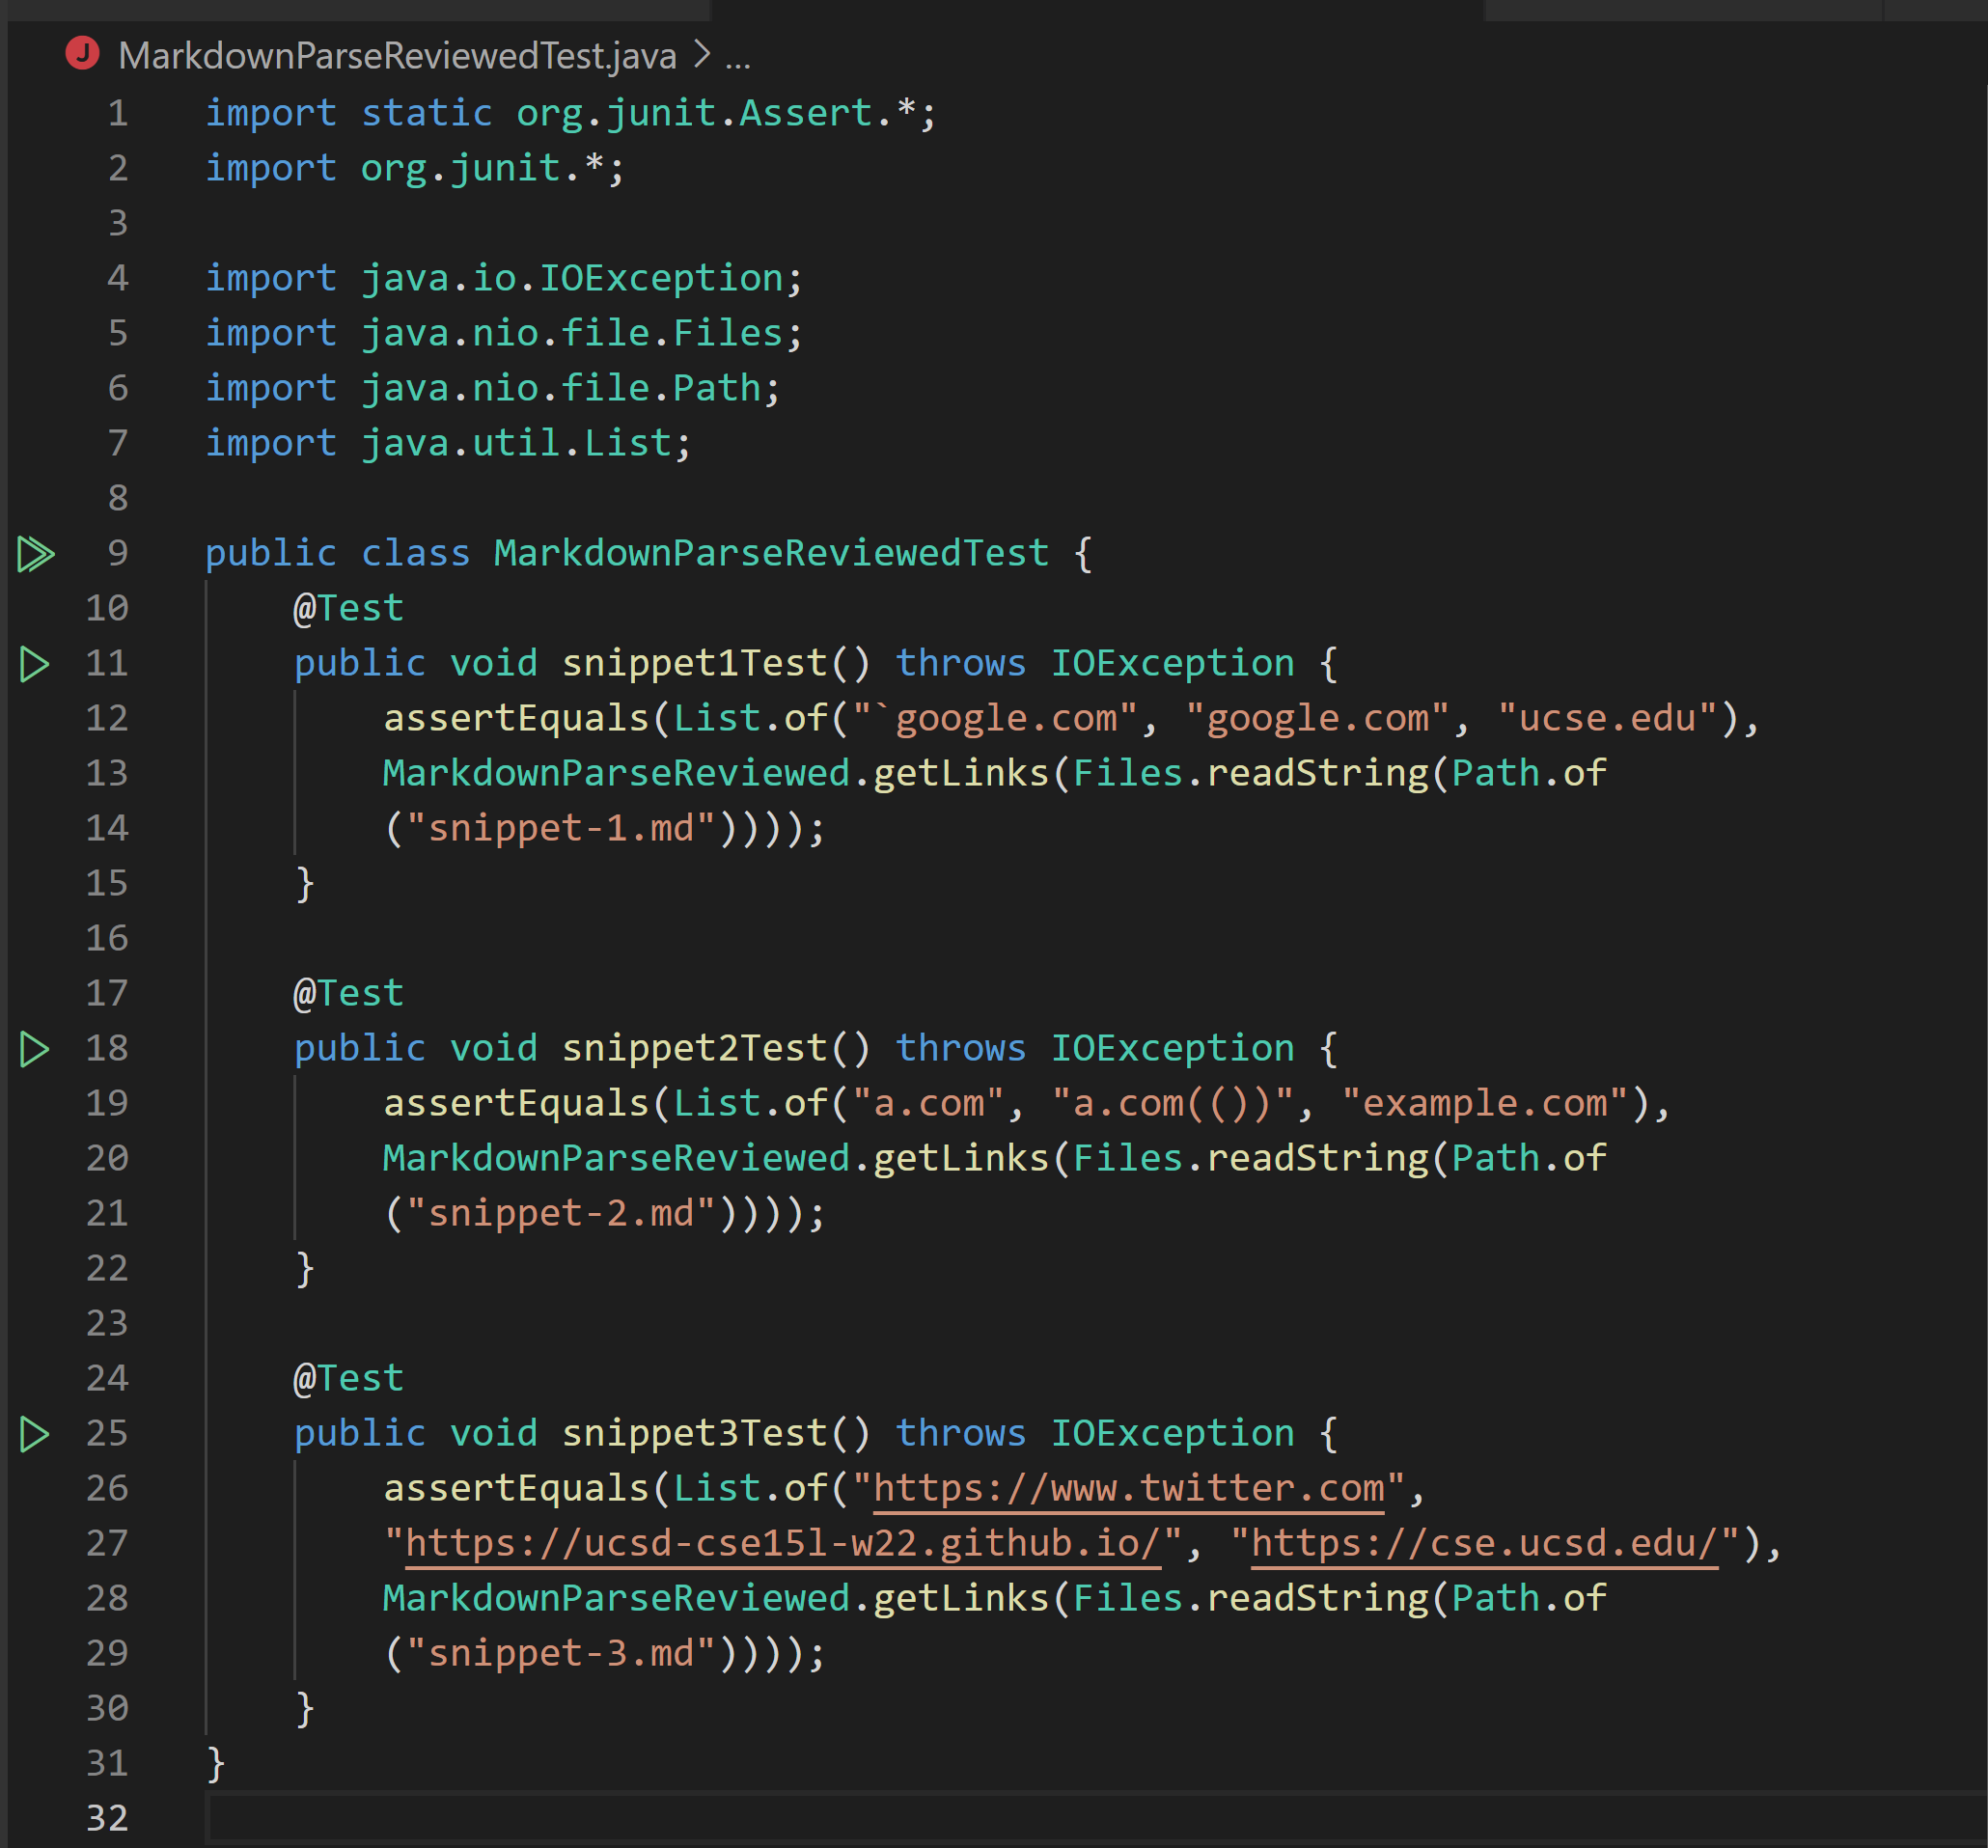 J MarkdownParseReviewedTest.java > ...
1 import static org.junit.Assert.*;
2 import org.junit.*;
3
4 import java.io.IOException;
5 import java.nio.file.Files;
6 import java.nio.file.Path;
7 import java.util.List;
8
9 public class MarkdownParseReviewedTest {
10     @Test
11     public void snippet1Test() throws IOException {
12         assertEquals(List.of("`google.com", "google.com", "ucse.edu"),
13         MarkdownParseReviewed.getLinks(Files.readString(Path.of
14         ("snippet-1.md"))));
15     }
16
17     @Test
18     public void snippet2Test() throws IOException {
19         assertEquals(List.of("a.com", "a.com(())", "example.com"),
20         MarkdownParseReviewed.getLinks(Files.readString(Path.of
21         ("snippet-2.md"))));
22     }
23
24     @Test
25     public void snippet3Test() throws IOException {
26         assertEquals(List.of("https://www.twitter.com",
27         "https://ucsd-cse15l-w22.github.io/", "https://cse.ucsd.edu/"),
28         MarkdownParseReviewed.getLinks(Files.readString(Path.of
29         ("snippet-3.md"))));
30     }
31 }
32